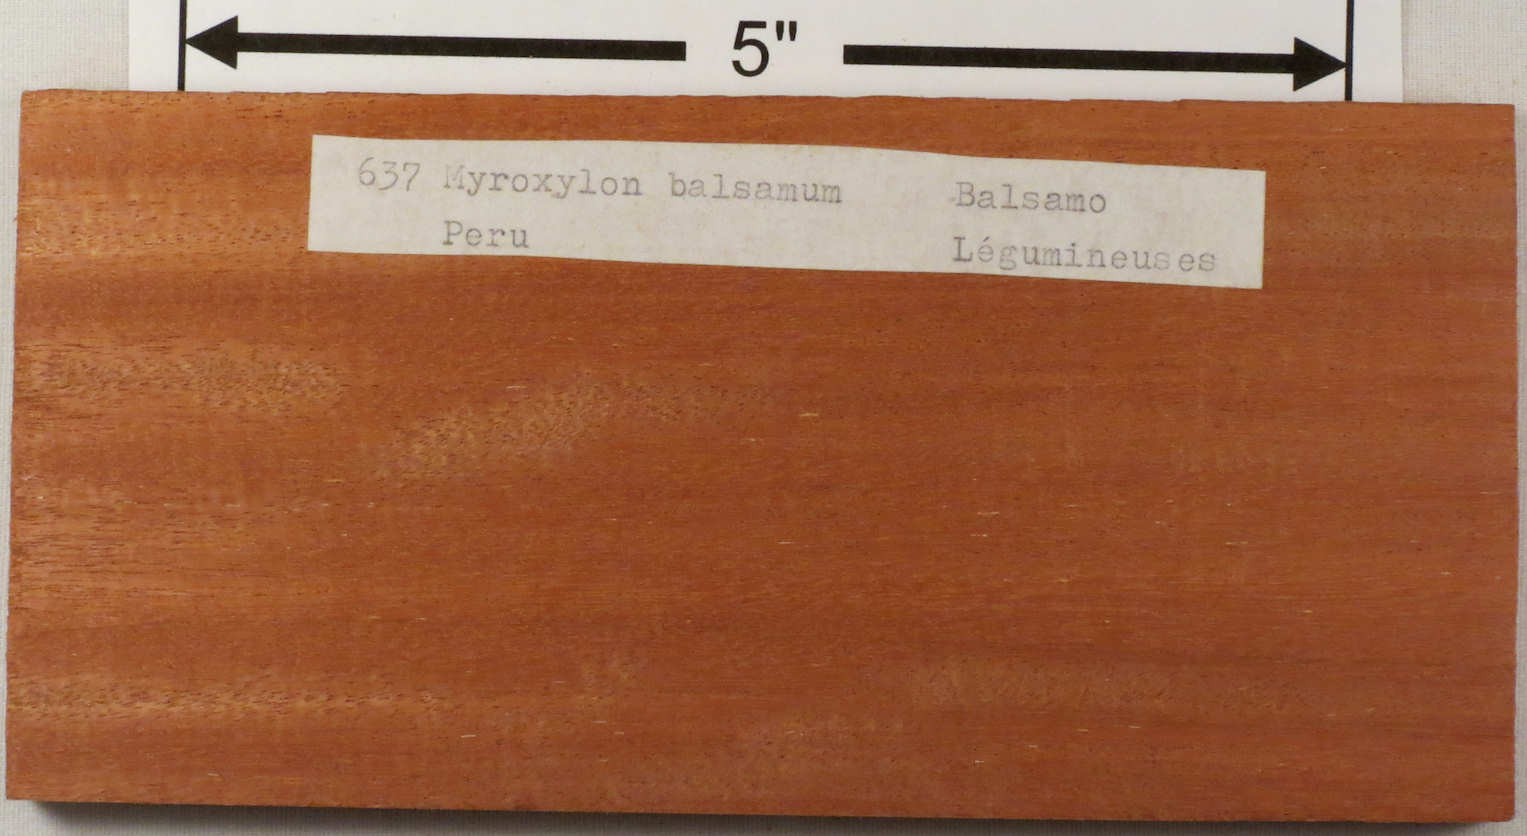 5"
637 Myroxylon balsamum Balsamo
Peru Légumineuses